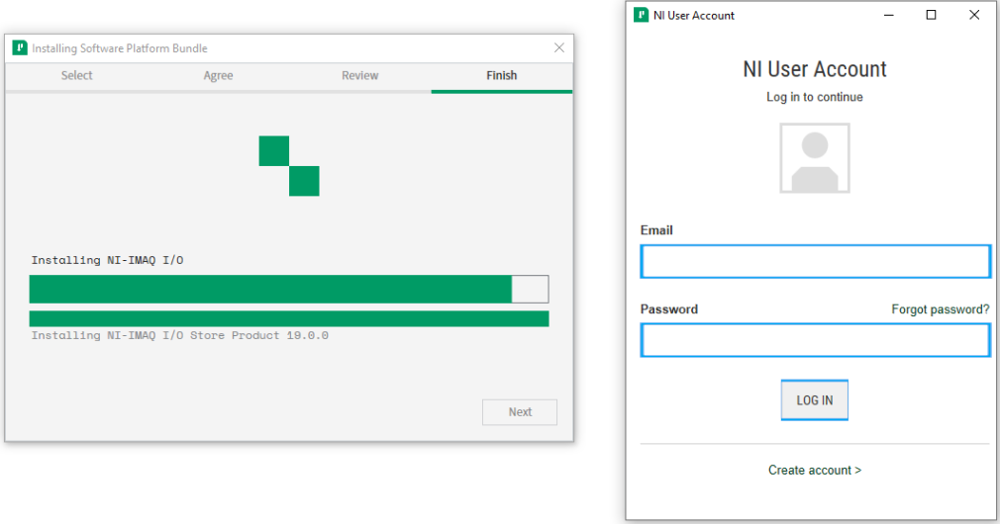 Installing Software Platform Bundle
Select Agree Review Finish
Installing NI-IMAQ I/O
Installing NI-IMAQ I/O Store Product 19.0.0
Next
NI User Account
NI User Account
Log in to continue
Email
Password Forgot password?
LOG IN
Create account >